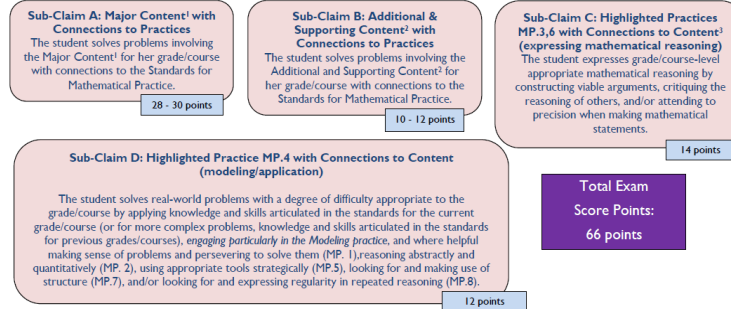 Sub-Claim A: Major Content¹ with
Connections to Practices
The student solves problems involving
the Major Content¹ for her grade/course
with connections to the Standards for
Mathematical Practice.
28 - 30 points
Sub-Claim B: Additional &
Supporting Content² with
Connections to Practices
The student solves problems involving the
Additional and Supporting Content² for
her grade/course with connections to the
Standards for Mathematical Practice.
10 - 12 points
Sub-Claim C: Highlighted Practices
MP.3,6 with Connections to Content³
(expressing mathematical reasoning)
The student expresses grade/course-level
appropriate mathematical reasoning by
constructing viable arguments, critiquing the
reasoning of others, and/or attending to
precision when making mathematical
statements.
14 points
Sub-Claim D: Highlighted Practice MP.4 with Connections to Content
(modeling/application)
The student solves real-world problems with a degree of difficulty appropriate to the
grade/course by applying knowledge and skills articulated in the standards for the current
grade/course (or for more complex problems, knowledge and skills articulated in the standards
for previous grades/courses), engaging particularly in the Modeling practice, and where helpful
making sense of problems and persevering to solve them (MP. 1),reasoning abstractly and
quantitatively (MP. 2), using appropriate tools strategically (MP.5), looking for and making use of
structure (MP.7), and/or looking for and expressing regularity in repeated reasoning (MP.8).
12 points
Total Exam
Score Points:
66 points